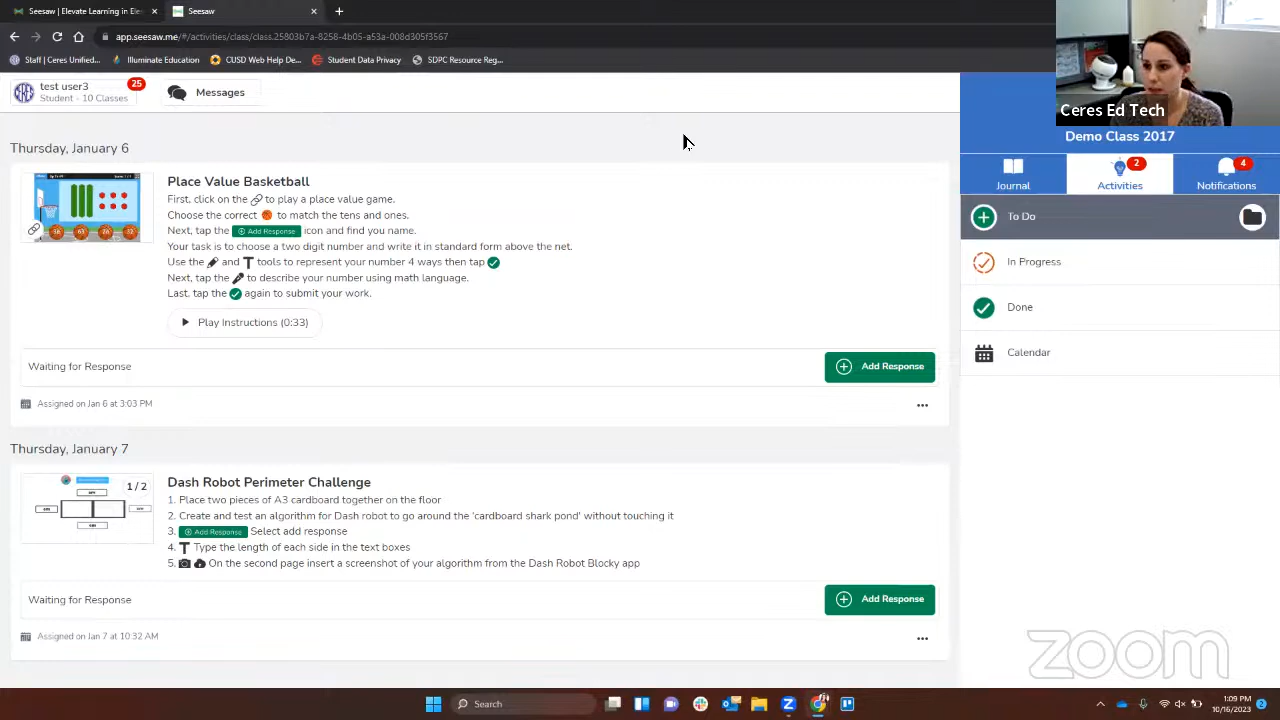 Seesaw | Elevate Learning in Ele
Seesaw
app.seesaw.me/#/activities/class/class.25803b7a-8258-4b05-a53a-008d305f3567
Staff | Ceres Unified...
Illuminate Education
CUSD Web Help De...
Student Data Privacy
SDPC Resource Reg...
test user3
Student - 10 Classes
25
Messages
Ceres Ed Tech
Demo Class 2017
Journal
Activities
2
Notifications
4
To Do
In Progress
Done
Calendar
Thursday, January 6
Place Value Basketball
First, click on the to play a place value game.
Choose the correct to match the tens and ones.
Next, tap the Add Response icon and find you name.
Your task is to choose a two digit number and write it in standard form above the net.
Use the and T tools to represent your number 4 ways then tap
Next, tap the to describe your number using math language.
Last, tap the again to submit your work.
Play Instructions (0:33)
Waiting for Response
Add Response
Assigned on Jan 6 at 3:03 PM
Thursday, January 7
1 / 2
Dash Robot Perimeter Challenge
1. Place two pieces of A3 cardboard together on the floor
2. Create and test an algorithm for Dash robot to go around the 'cardboard shark pond' without touching it
3. Add Response Select add response
4. T Type the length of each side in the text boxes
5. On the second page insert a screenshot of your algorithm from the Dash Robot Blocky app
Waiting for Response
Add Response
Assigned on Jan 7 at 10:32 AM
zoom
Search
1:09 PM
10/16/2023
2